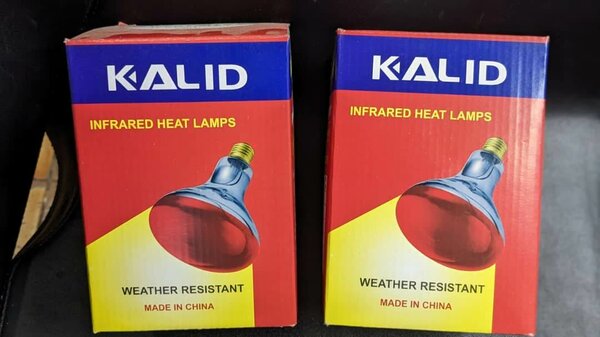 KALID
INFRARED HEAT LAMPS
WEATHER RESISTANT
MADE IN CHINA
KALID
INFRARED HEAT LAMPS
WEATHER RESISTANT
MADE IN CHINA